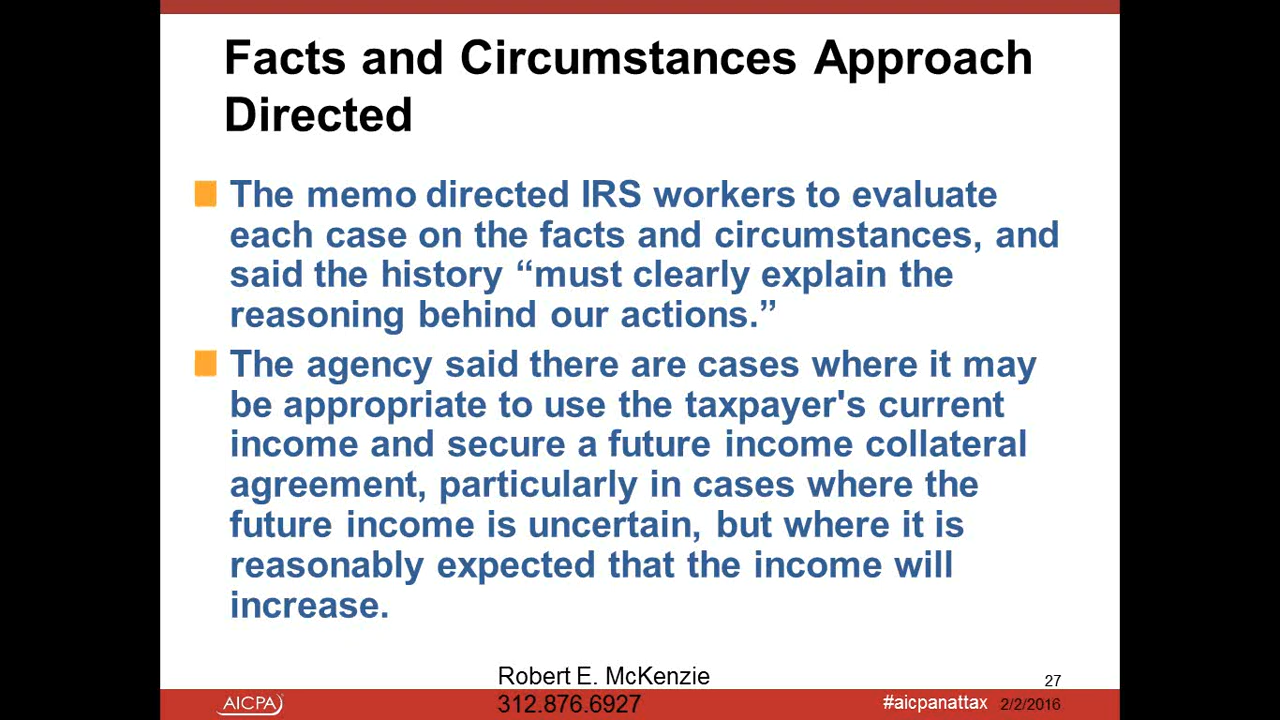 Facts and Circumstances Approach
Directed
The memo directed IRS workers to evaluate
each case on the facts and circumstances, and
said the history “must clearly explain the
reasoning behind our actions.”
The agency said there are cases where it may
be appropriate to use the taxpayer's current
income and secure a future income collateral
agreement, particularly in cases where the
future income is uncertain, but where it is
reasonably expected that the income will
increase.
Robert E. McKenzie
27
AICPA
312.876.6927
#aicpanattax
2/2/2016